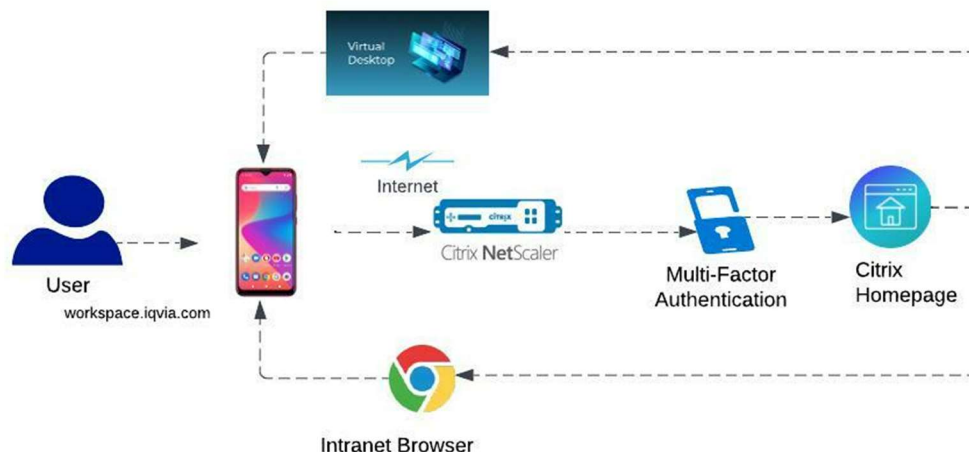 Virtual
Desktop
Internet
citrix
Citrix NetScaler
User
workspace.iqvia.com
Multi-Factor
Authentication
Citrix
Homepage
Intranet Browser